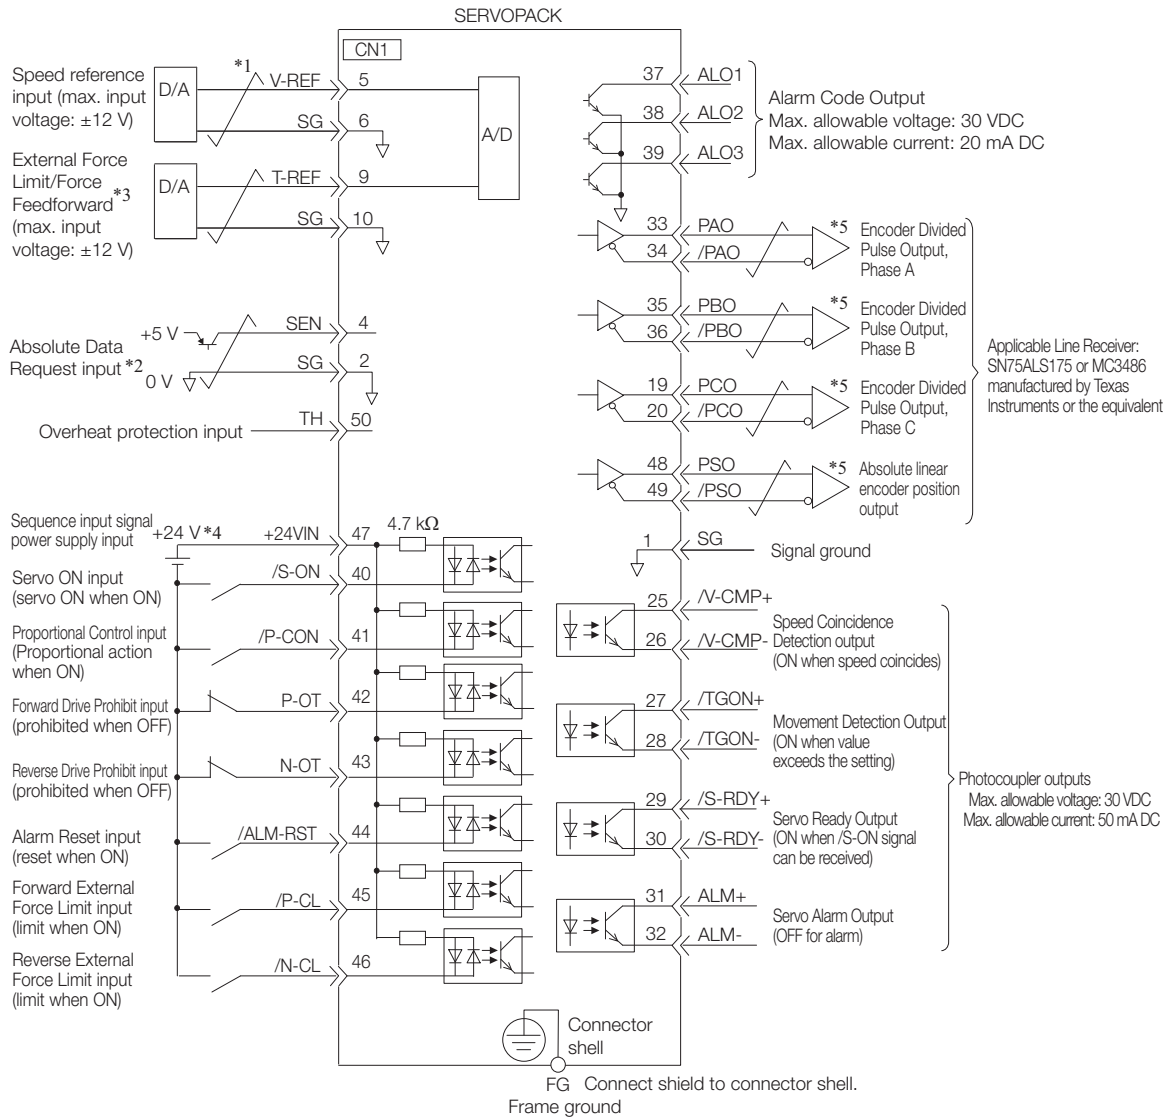 SERVOPACK
CN1
Speed reference
input (max. input
voltage: ±12 V)
D/A
*1
V-REF
5
SG
6
A/D
External Force
Limit/Force
Feedforward*3
(max. input
voltage: ±12 V)
D/A
T-REF
9
SG
10
Absolute Data
Request input *2
+5 V
0 V
SEN
4
SG
2
Overheat protection input
TH
50
Sequence input signal
power supply input
+24 V*4
+24VIN
47
4.7 kΩ
Servo ON input
(servo ON when ON)
/S-ON
40
Proportional Control input
(Proportional action
when ON)
/P-CON
41
Forward Drive Prohibit input
(prohibited when OFF)
P-OT
42
Reverse Drive Prohibit input
(prohibited when OFF)
N-OT
43
Alarm Reset input
(reset when ON)
/ALM-RST
44
Forward External
Force Limit input
(limit when ON)
/P-CL
45
Reverse External
Force Limit input
(limit when ON)
/N-CL
46
37
ALO1
38
ALO2
39
ALO3
Alarm Code Output
Max. allowable voltage: 30 VDC
Max. allowable current: 20 mA DC
33
PAO
34
/PAO
*5
Encoder Divided
Pulse Output,
Phase A
35
PBO
36
/PBO
*5
Encoder Divided
Pulse Output,
Phase B
19
PCO
20
/PCO
*5
Encoder Divided
Pulse Output,
Phase C
48
PSO
49
/PSO
*5
Absolute linear
encoder position
output
Applicable Line Receiver:
SN75ALS175 or MC3486
manufactured by Texas
Instruments or the equivalent
1
SG
Signal ground
25
/V-CMP+
26
/V-CMP-
Speed Coincidence
Detection output
(ON when speed coincides)
27
/TGON+
28
/TGON-
Movement Detection Output
(ON when value
exceeds the setting)
29
/S-RDY+
30
/S-RDY-
Servo Ready Output
(ON when /S-ON signal
can be received)
31
ALM+
32
ALM-
Servo Alarm Output
(OFF for alarm)
Photocoupler outputs
Max. allowable voltage: 30 VDC
Max. allowable current: 50 mA DC
Connector
shell
FG
Connect shield to connector shell.
Frame ground